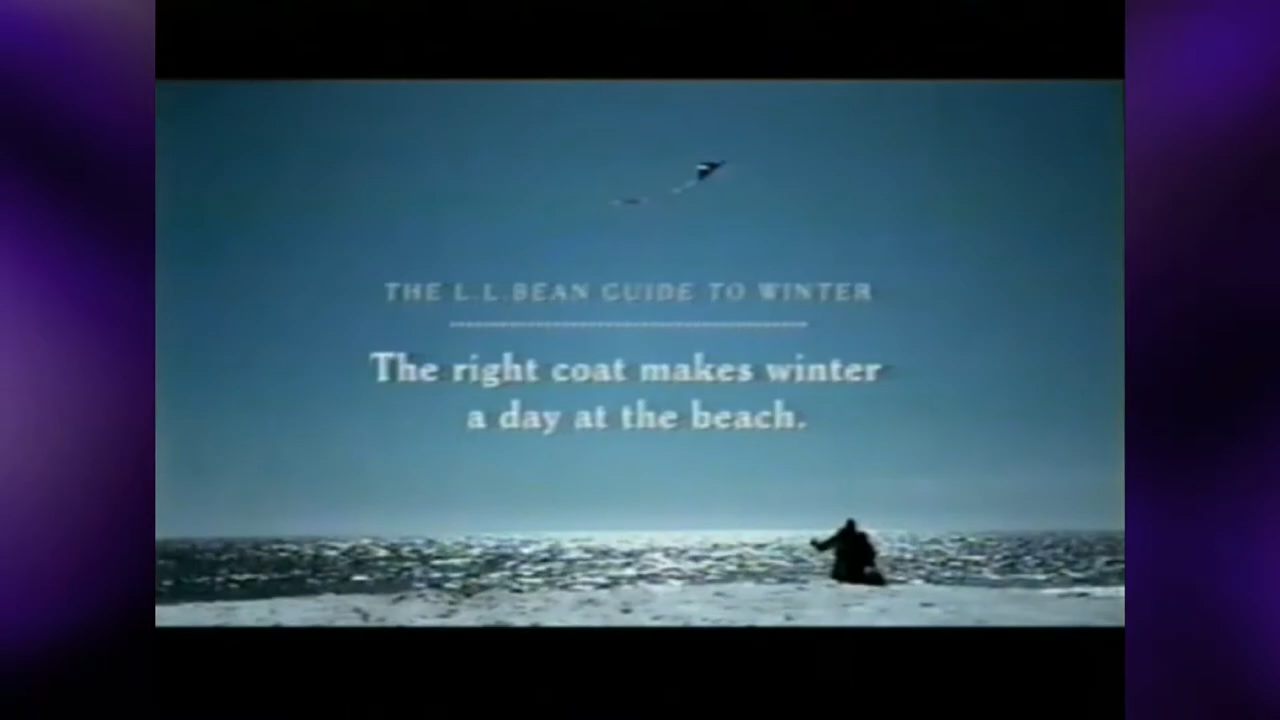 THE L.L.BEAN GUIDE TO WINTER
The right coat makes winter
a day at the beach.